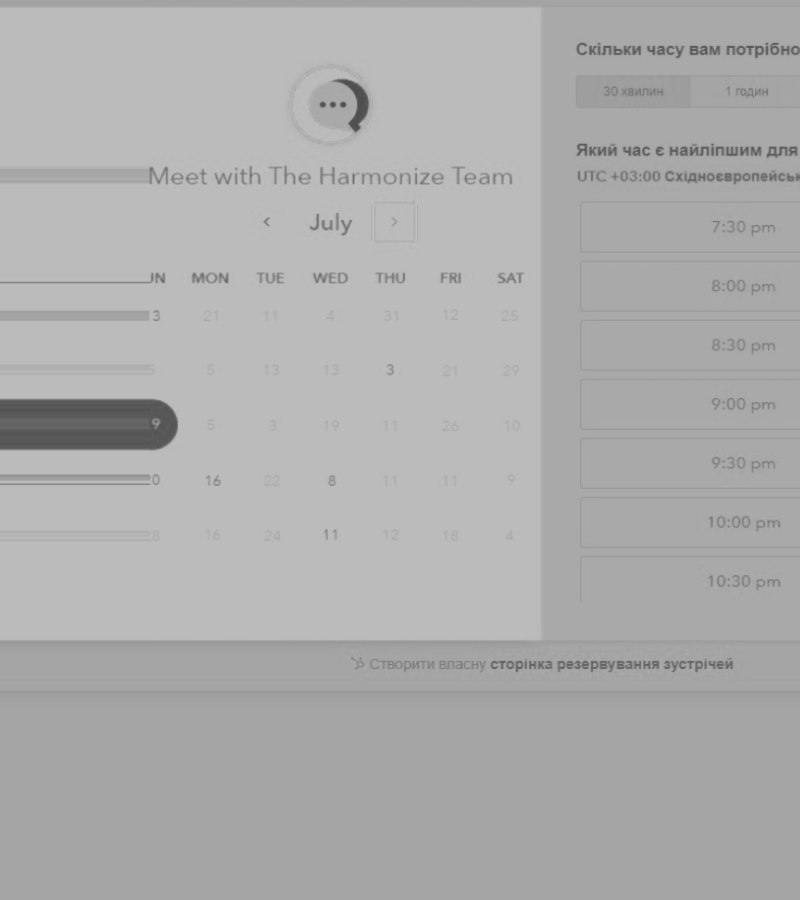 Meet with The Harmonize Team
July
UN MON TUE WED THU FRI SAT
3 21 11 4 31 12 25
5 5 13 13 3 21 29
9 5 3 19 11 26 10
0 16 22 8 11 11 9
8 16 24 11 12 18 4
Скільки часу вам потрібно
30 хвилин 1 годин
Який час є найліпшим для
UTC +03:00 Східноєвропейськ
7:30 pm
8:00 pm
8:30 pm
9:00 pm
9:30 pm
10:00 pm
10:30 pm
Створити власну сторінка резервування зустрічей